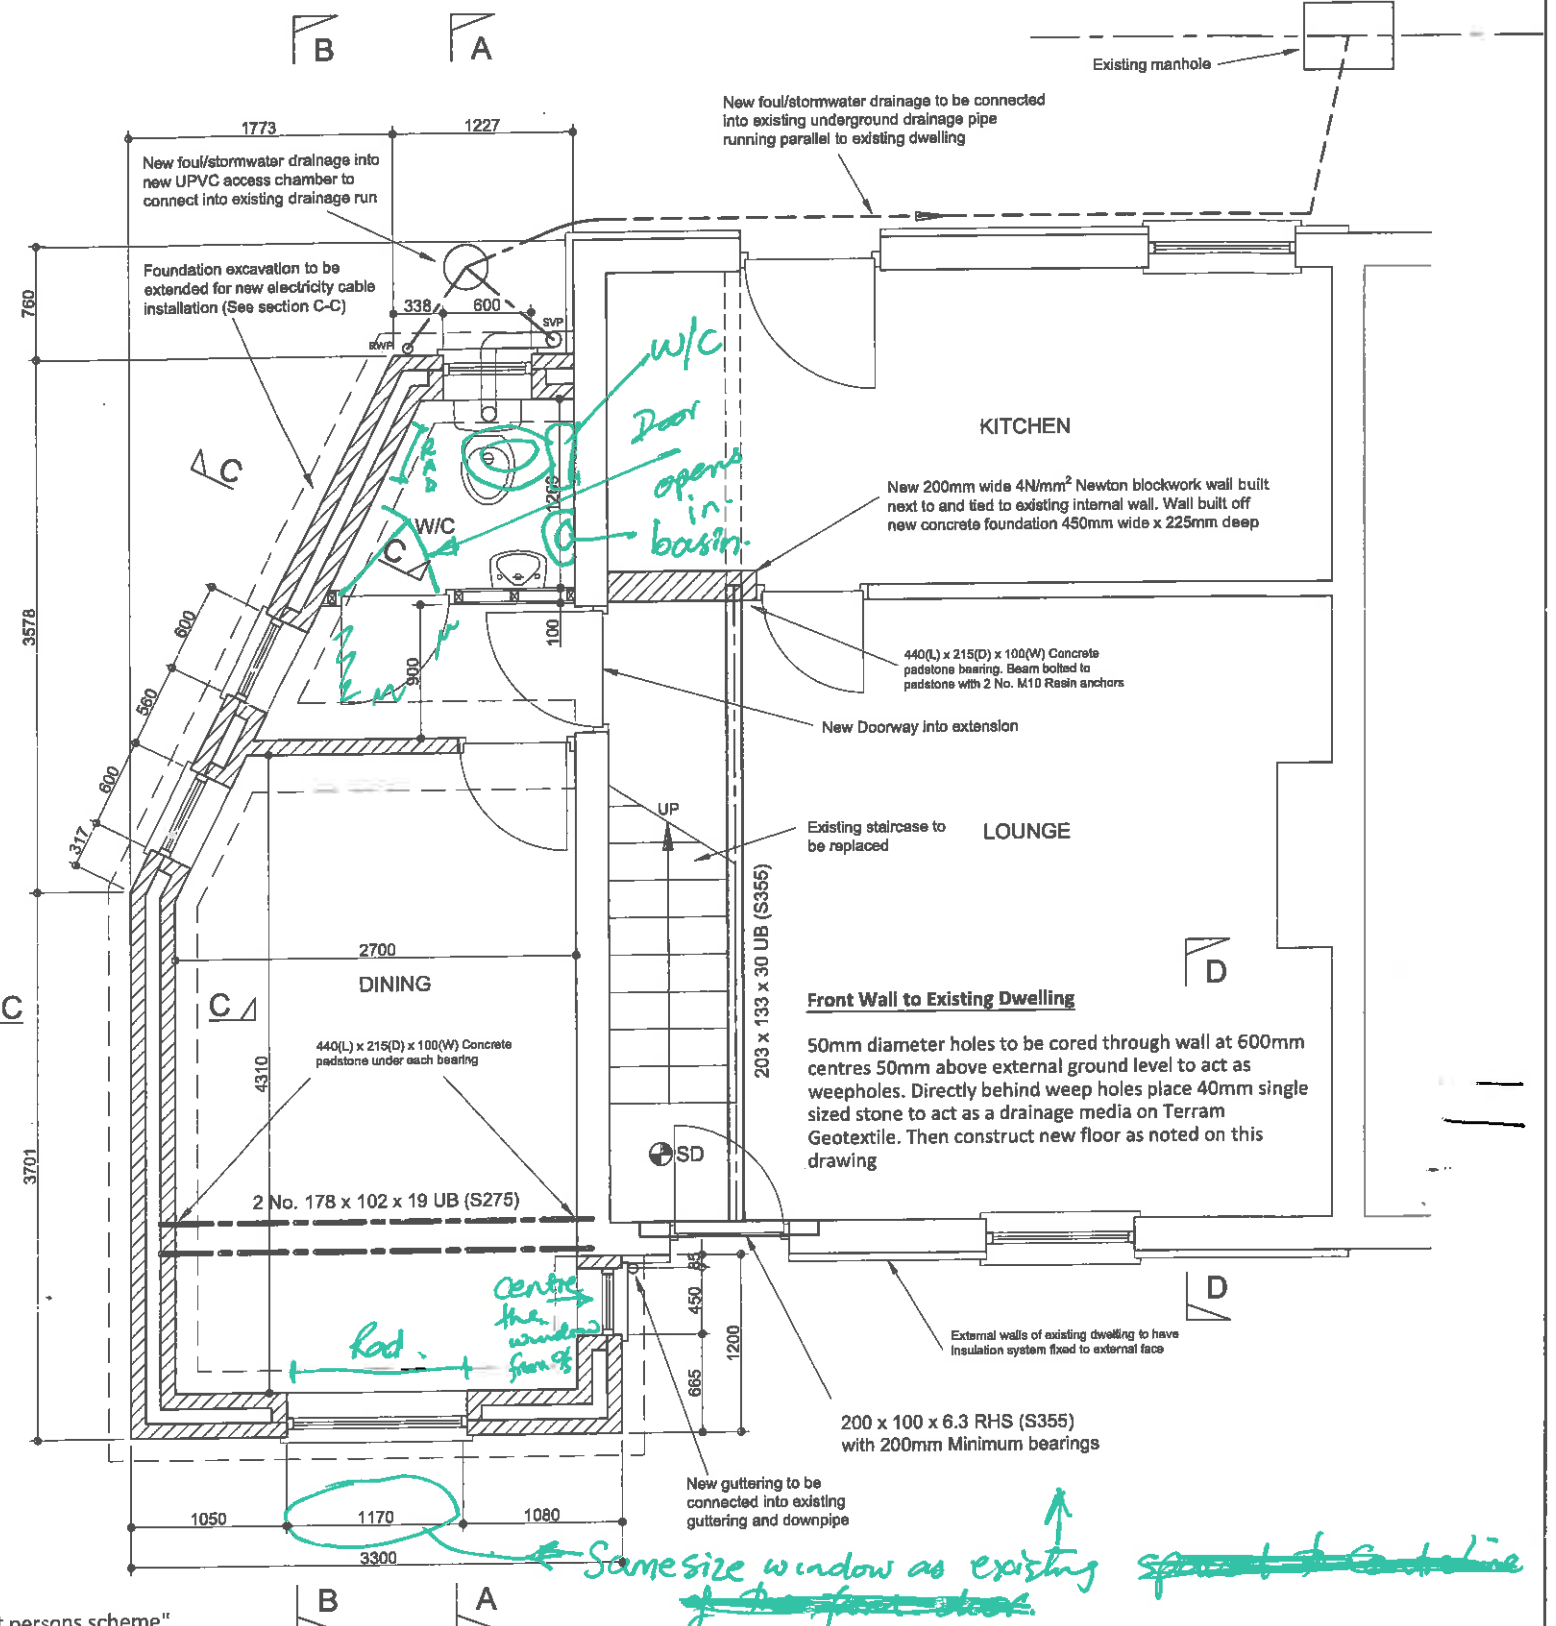 B
A
Existing manhole
New foul/stormwater drainage to be connected
into existing underground drainage pipe
running parallel to existing dwelling
1773
1227
New foul/stormwater drainage into
new UPVC access chamber to
connect into existing drainage run
Foundation excavation to be
extended for new electricity cable
installation (See section C-C)
760
338
600
SVP
RWP
W/C
Door
opens
in
basin.
RAD
KITCHEN
C
1260
W/C
C
New 200mm wide 4N/mm² Newton blockwork wall built
next to and tied to existing internal wall. Wall built off
new concrete foundation 450mm wide x 225mm deep
3578
600
560
600
317
100
900
440(L) x 215(D) x 100(W) Concrete
padstone bearing. Beam bolted to
padstone with 2 No. M10 Resin anchors
New Doorway into extension
UP
Existing staircase to
be replaced
LOUNGE
203 x 133 x 30 UB (S355)
2700
DINING
C
C
D
440(L) x 215(D) x 100(W) Concrete
padstone under each bearing
4310
Front Wall to Existing Dwelling
50mm diameter holes to be cored through wall at 600mm
centres 50mm above external ground level to act as
weepholes. Directly behind weep holes place 40mm single
sized stone to act as a drainage media on Terram
Geotextile. Then construct new floor as noted on this
drawing
SD
3701
2 No. 178 x 102 x 19 UB (S275)
85
450
1200
665
Centre
the
window
from o/s
Rad.
D
External walls of existing dwelling to have
insulation system fixed to external face
200 x 100 x 6.3 RHS (S355)
with 200mm Minimum bearings
New guttering to be
connected into existing
guttering and downpipe
1050
1170
1080
3300
Same size window as existing
B
A
t persons scheme"